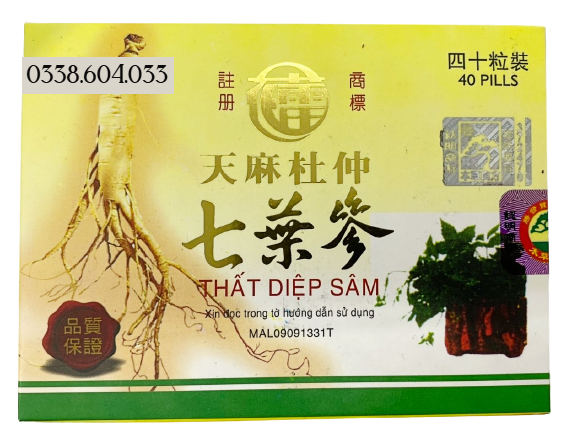 0338.604.033
註冊
商標
四十粒裝
40 PILLS
天麻杜仲
七葉參
THẤT DIỆP SÂM
Xin đọc trong tờ hướng dẫn sử dụng
MAL09091331T
品質
保證